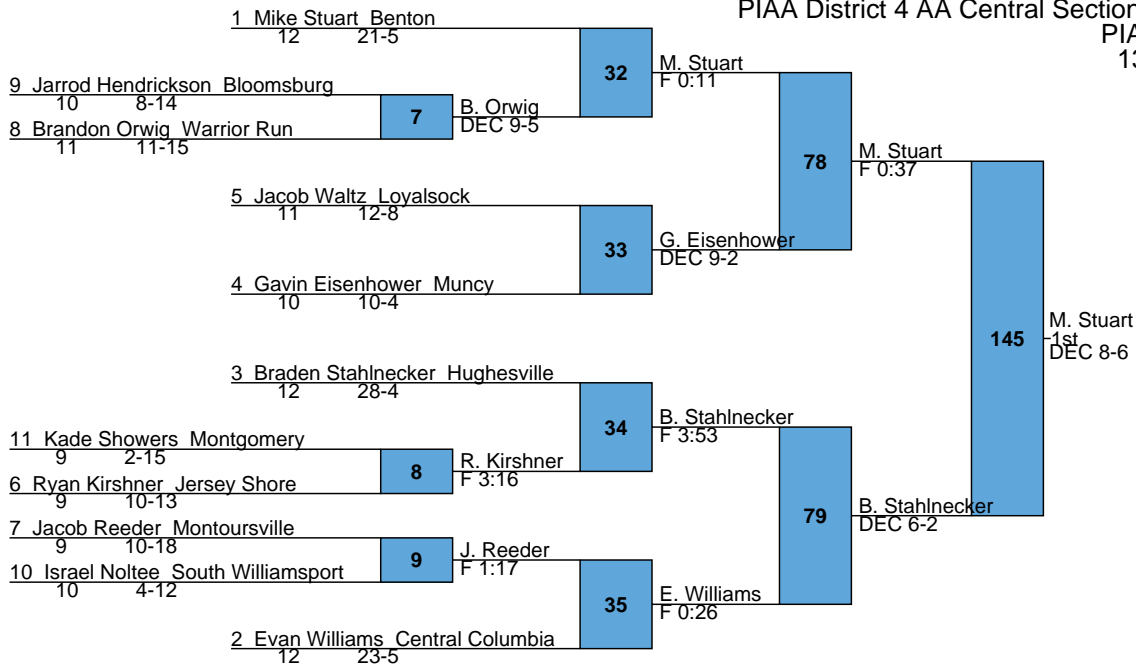 PIAA District 4 AA Central Section
PIA
13
1 Mike Stuart Benton
12 21-5
32
M. Stuart
F 0:11
9 Jarrod Hendrickson Bloomsburg
10 8-14
7
B. Orwig
DEC 9-5
8 Brandon Orwig Warrior Run
11 11-15
78
M. Stuart
F 0:37
5 Jacob Waltz Loyalsock
11 12-8
33
G. Eisenhower
DEC 9-2
4 Gavin Eisenhower Muncy
10 10-4
145
M. Stuart
1st
DEC 8-6
3 Braden Stahlnecker Hughesville
12 28-4
34
B. Stahlnecker
F 3:53
11 Kade Showers Montgomery
9 2-15
8
R. Kirshner
F 3:16
6 Ryan Kirshner Jersey Shore
9 10-13
79
B. Stahlnecker
DEC 6-2
7 Jacob Reeder Montoursville
9 10-18
9
J. Reeder
F 1:17
10 Israel Noltee South Williamsport
10 4-12
35
E. Williams
F 0:26
2 Evan Williams Central Columbia
12 23-5